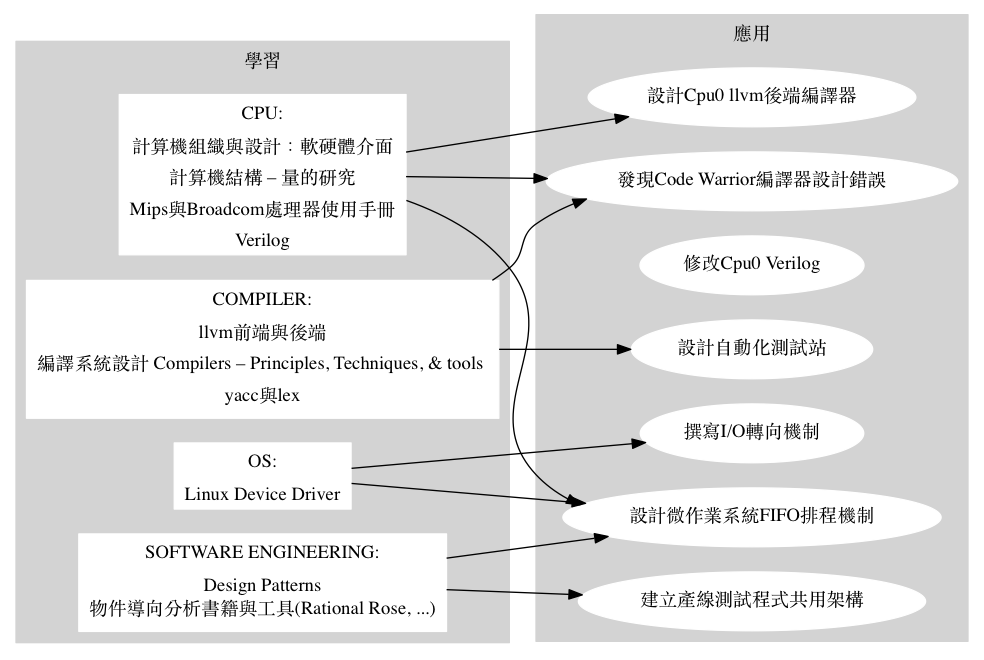 學習
CPU:
計算機組織與設計：軟硬體介面
計算機結構 – 量的研究
Mips與Broadcom處理器使用手冊
Verilog
COMPILER:
llvm前端與後端
編譯系統設計 Compilers – Principles, Techniques, & tools
yacc與lex
OS:
Linux Device Driver
SOFTWARE ENGINEERING:
Design Patterns
物件導向分析書籍與工具(Rational Rose, ...)
應用
設計Cpu0 llvm後端編譯器
發現Code Warrior編譯器設計錯誤
修改Cpu0 Verilog
設計自動化測試站
撰寫I/O轉向機制
設計微作業系統FIFO排程機制
建立產線測試程式共用架構